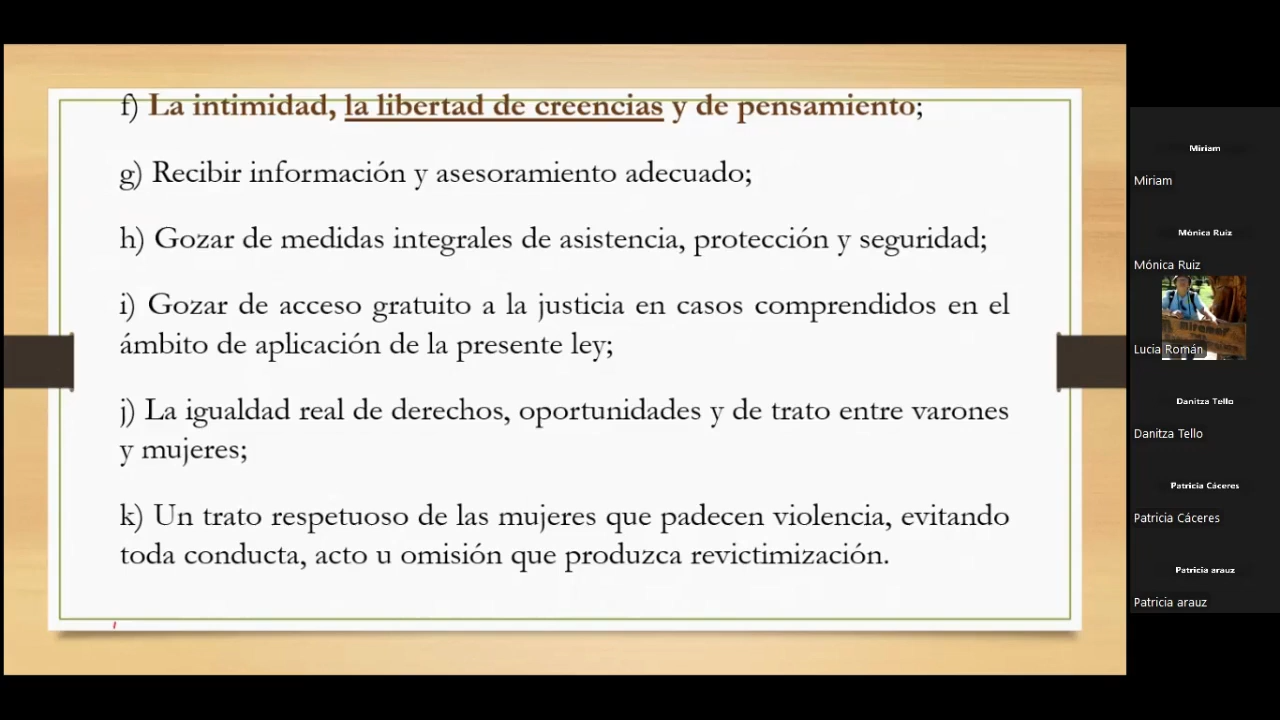 f) La intimidad, la libertad de creencias y de pensamiento;
g) Recibir información y asesoramiento adecuado;
h) Gozar de medidas integrales de asistencia, protección y seguridad;
i) Gozar de acceso gratuito a la justicia en casos comprendidos en el
ámbito de aplicación de la presente ley;
j) La igualdad real de derechos, oportunidades y de trato entre varones
y mujeres;
k) Un trato respetuoso de las mujeres que padecen violencia, evitando
toda conducta, acto u omisión que produzca revictimización.
Miriam
Miriam
Mónica Ruiz
Mónica Ruiz
Miramar
Lucia Román
Danitza Tello
Danitza Tello
Patricia Cáceres
Patricia Cáceres
Patricia arauz
Patricia arauz